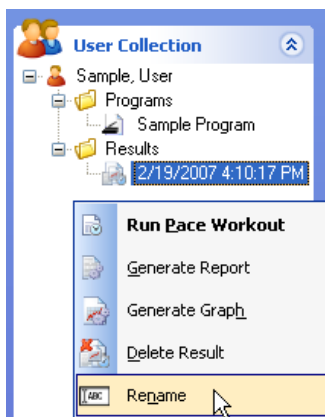 User Collection
Sample, User
Programs
Sample Program
Results
2/19/2007 4:10:17 PM
Run Pace Workout
Generate Report
Generate Graph
Delete Result
ABC Rename